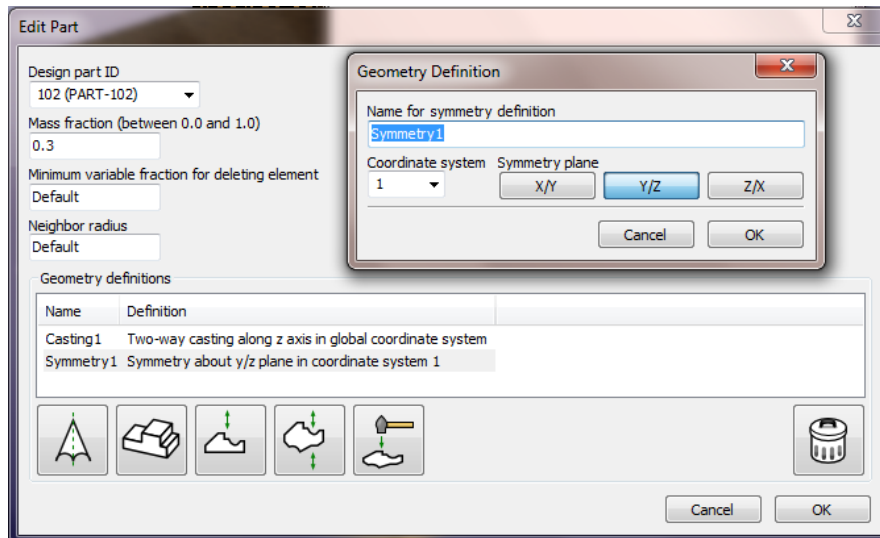 Edit Part
Design part ID
102 (PART-102)
Mass fraction (between 0.0 and 1.0)
0.3
Minimum variable fraction for deleting element
Default
Neighbor radius
Default
Geometry Definition
Name for symmetry definition
Symmetry1
Coordinate system Symmetry plane
1 X/Y Y/Z Z/X
Cancel OK
Geometry definitions
Name Definition
Casting1 Two-way casting along z axis in global coordinate system
Symmetry1 Symmetry about y/z plane in coordinate system 1
Cancel OK